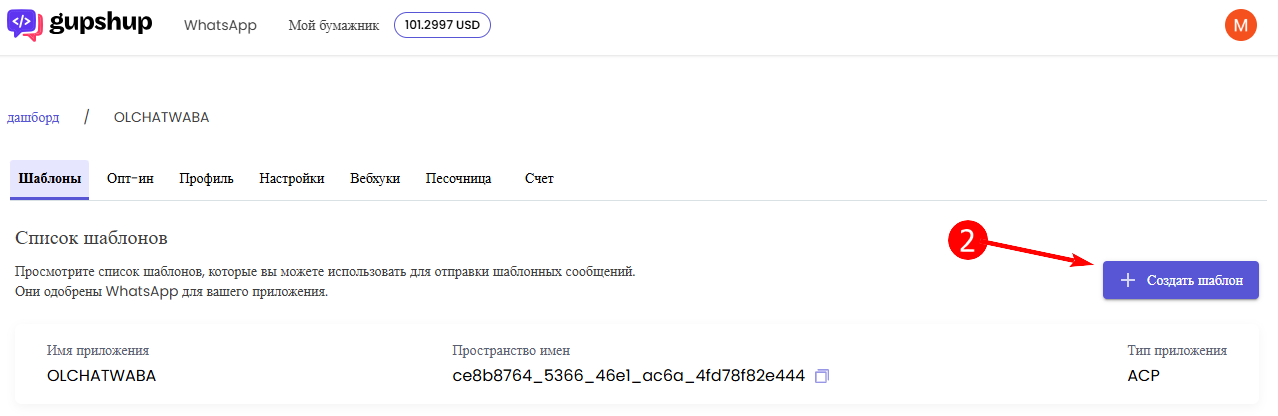 </> gupshup WhatsApp Мой бумажник 101.2997 USD M
дашборд / OLCHATWABA
Шаблоны Опт-ин Профиль Настройки Вебхуки Песочница Счет
Список шаблонов
2
Просмотрите список шаблонов, которые вы можете использовать для отправки шаблонных сообщений.
Они одобрены WhatsApp для вашего приложения.
+ Создать шаблон
Имя приложения Пространство имен Тип приложения
OLCHATWABA ce8b8764_5366_46e1_ac6a_4fd78f82e444 ACP